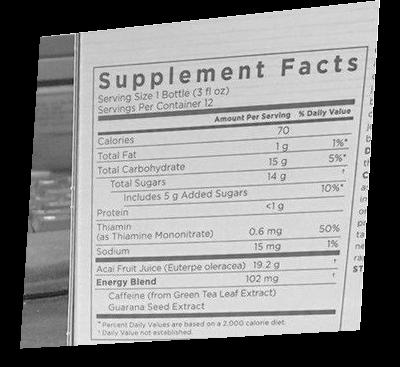 Supplement Facts
Serving Size 1 Bottle (3 fl oz)
Servings Per Container 12
Amount Per Serving % Daily Value
Calories 70
Total Fat 1 g 1%*
Total Carbohydrate 15 g 5%*
Total Sugars 14 g †
Includes 5 g Added Sugars 10%*
Protein <1 g
Thiamin
(as Thiamine Mononitrate) 0.6 mg 50%
Sodium 15 mg 1%
Acai Fruit Juice (Euterpe oleracea) 19.2 g †
Energy Blend 102 mg †
Caffeine (from Green Tea Leaf Extract)
Guarana Seed Extract
* Percent Daily Values are based on a 2,000 calorie diet.
† Daily Value not established.